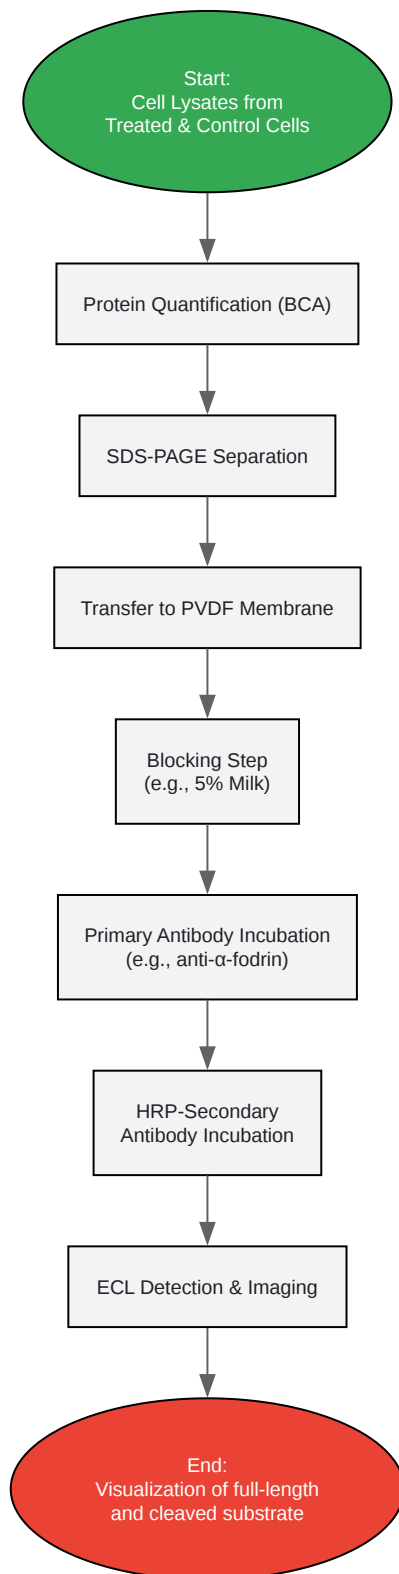 Start:
Cell Lysates from
Treated & Control Cells
Protein Quantification (BCA)
SDS-PAGE Separation
Transfer to PVDF Membrane
Blocking Step
(e.g., 5% Milk)
Primary Antibody Incubation
(e.g., anti-α-fodrin)
HRP-Secondary
Antibody Incubation
ECL Detection & Imaging
End:
Visualization of full-length
and cleaved substrate